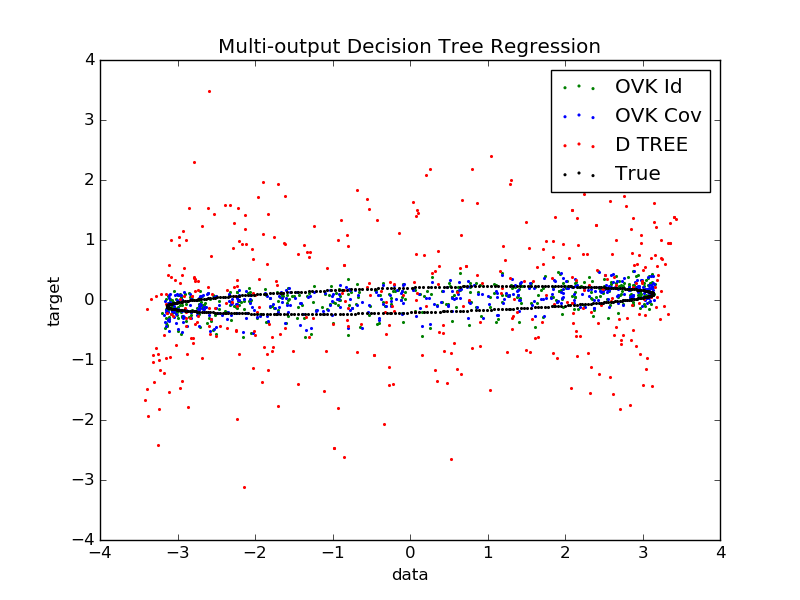 Multi-output Decision Tree Regression
OVK Id
OVK Cov
D TREE
True
target
4
3
2
1
0
−1
−2
−3
−4
−4 −3 −2 −1 0 1 2 3 4
data